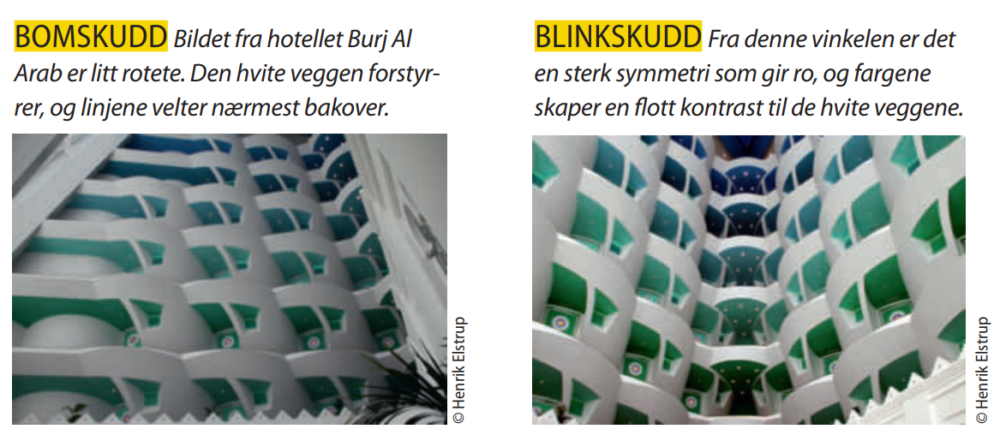 BOMSKUDD Bildet fra hotellet Burj Al
Arab er litt rotete. Den hvite veggen forstyr-
rer, og linjene velter nærmest bakover.
© Henrik Elstrup
BLINKSKUDD Fra denne vinkelen er det
en sterk symmetri som gir ro, og fargene
skaper en flott kontrast til de hvite veggene.
© Henrik Elstrup